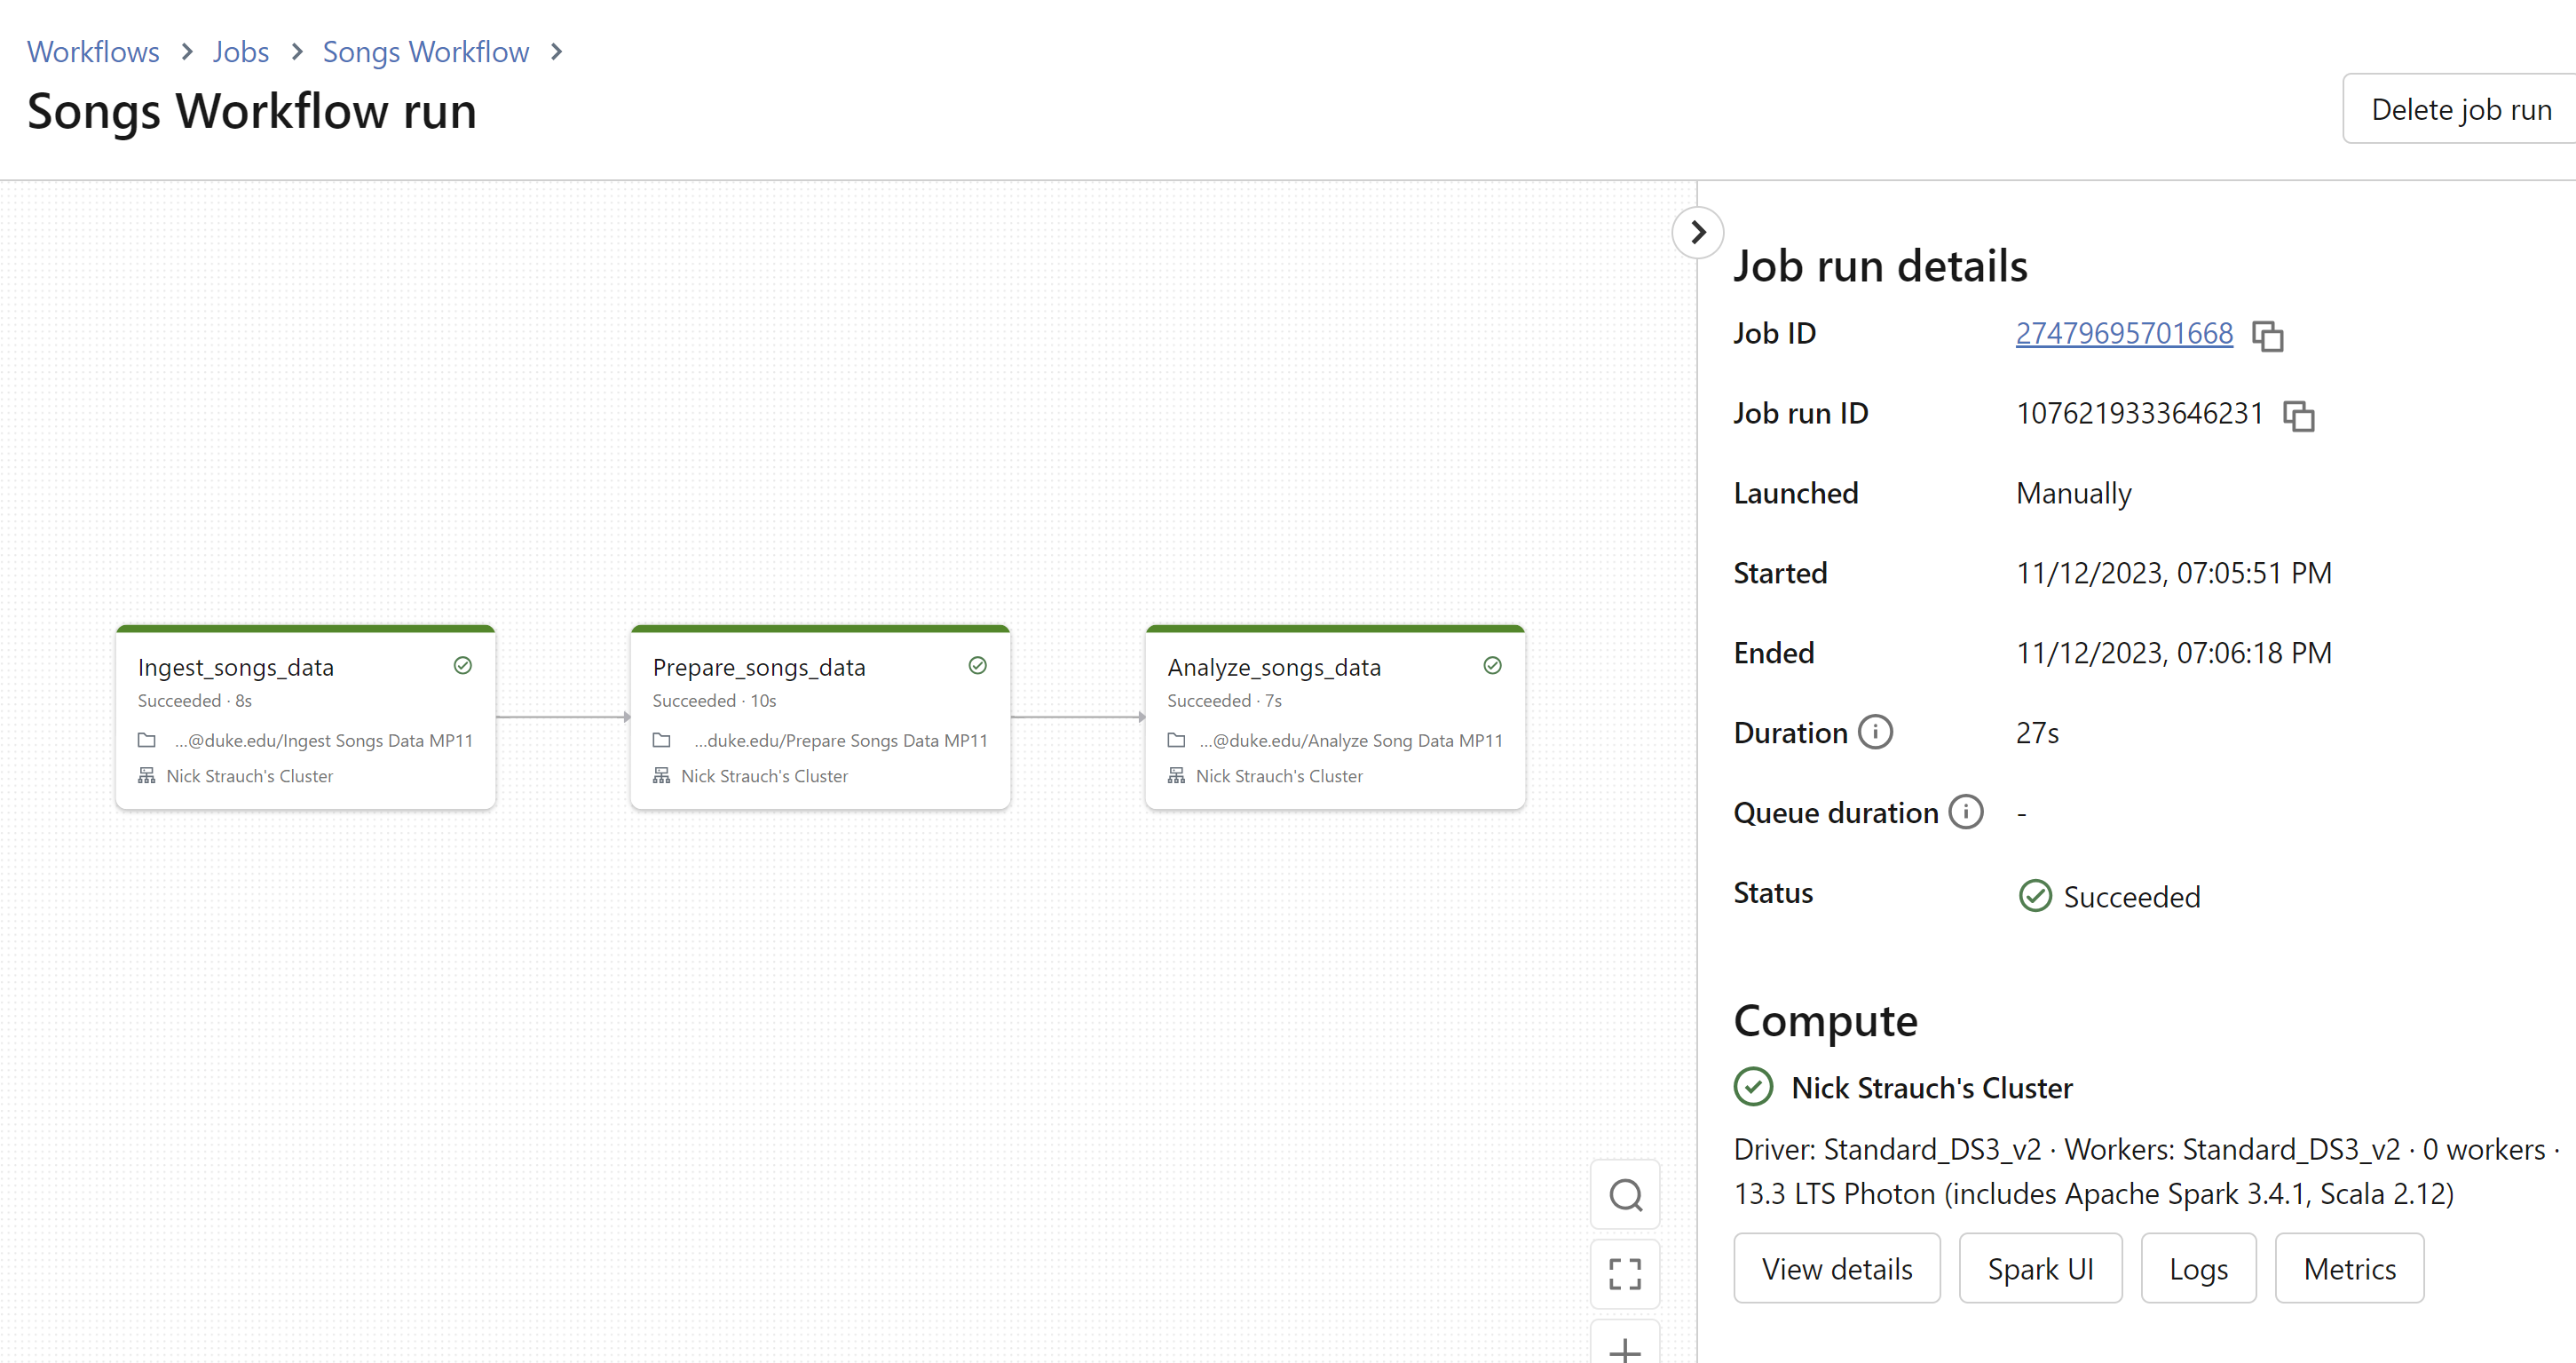 Workflows > Jobs > Songs Workflow >
Songs Workflow run
Delete job run
Ingest_songs_data
Succeeded · 8s
...@duke.edu/Ingest Songs Data MP11
Nick Strauch's Cluster
Prepare_songs_data
Succeeded · 10s
...duke.edu/Prepare Songs Data MP11
Nick Strauch's Cluster
Analyze_songs_data
Succeeded · 7s
...@duke.edu/Analyze Song Data MP11
Nick Strauch's Cluster
Job run details
Job ID 27479695701668
Job run ID 1076219333646231
Launched Manually
Started 11/12/2023, 07:05:51 PM
Ended 11/12/2023, 07:06:18 PM
Duration 27s
Queue duration -
Status Succeeded
Compute
Nick Strauch's Cluster
Driver: Standard_DS3_v2 · Workers: Standard_DS3_v2 · 0 workers ·
13.3 LTS Photon (includes Apache Spark 3.4.1, Scala 2.12)
View details Spark UI Logs Metrics